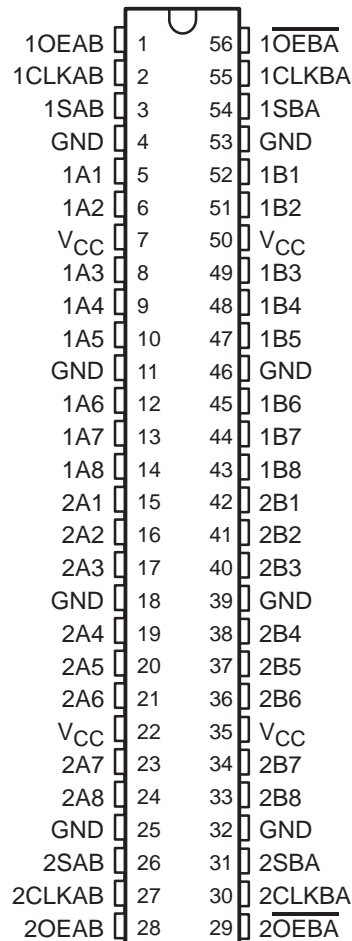 1OEAB 1 56 1O̅E̅B̅A̅
1CLKAB 2 55 1CLKBA
1SAB 3 54 1SBA
GND 4 53 GND
1A1 5 52 1B1
1A2 6 51 1B2
VCC 7 50 VCC
1A3 8 49 1B3
1A4 9 48 1B4
1A5 10 47 1B5
GND 11 46 GND
1A6 12 45 1B6
1A7 13 44 1B7
1A8 14 43 1B8
2A1 15 42 2B1
2A2 16 41 2B2
2A3 17 40 2B3
GND 18 39 GND
2A4 19 38 2B4
2A5 20 37 2B5
2A6 21 36 2B6
VCC 22 35 VCC
2A7 23 34 2B7
2A8 24 33 2B8
GND 25 32 GND
2SAB 26 31 2SBA
2CLKAB 27 30 2CLKBA
2OEAB 28 29 2O̅E̅B̅A̅